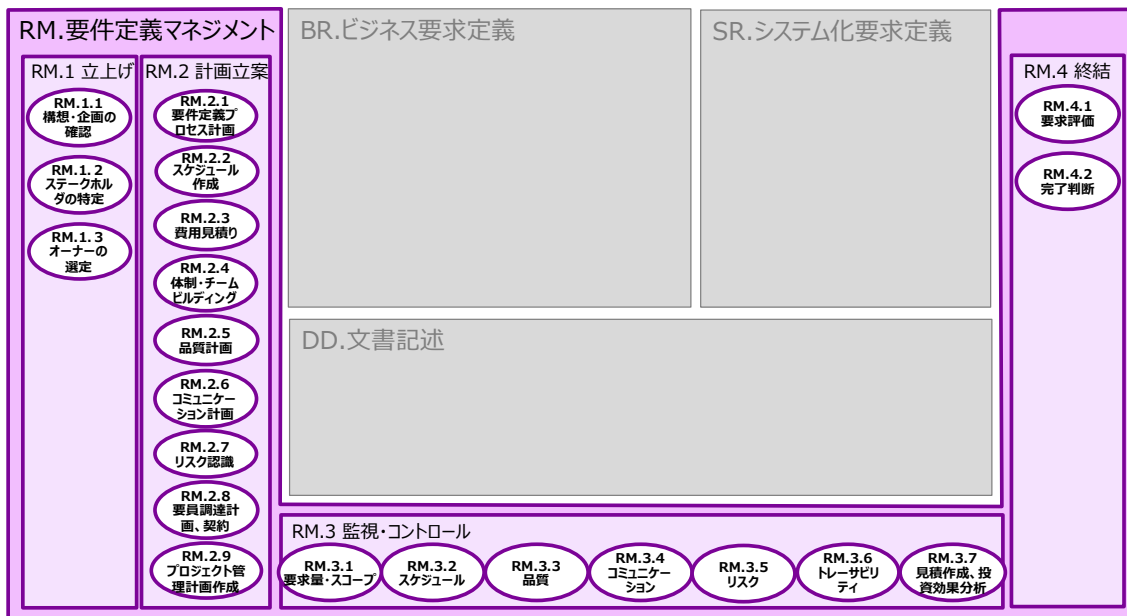 RM.要件定義マネジメント
BR.ビジネス要求定義
SR.システム化要求定義
RM.1 立上げ
RM.1.1
構想・企画の
確認
RM.1.2
ステークホル
ダの特定
RM.1.3
オーナーの
選定
RM.2 計画立案
RM.2.1
要件定義プ
ロセス計画
RM.2.2
スケジュール
作成
RM.2.3
費用見積り
RM.2.4
体制・チーム
ビルディング
RM.2.5
品質計画
RM.2.6
コミュニケー
ション計画
RM.2.7
リスク認識
RM.2.8
要員調達計
画、契約
RM.2.9
プロジェクト管
理計画作成
DD.文書記述
RM.3 監視・コントロール
RM.3.1
要求量・スコープ
RM.3.2
スケジュール
RM.3.3
品質
RM.3.4
コミュニケー
ション
RM.3.5
リスク
RM.3.6
トレーサビリ
ティ
RM.3.7
見積作成、投
資効果分析
RM.4 終結
RM.4.1
要求評価
RM.4.2
完了判断